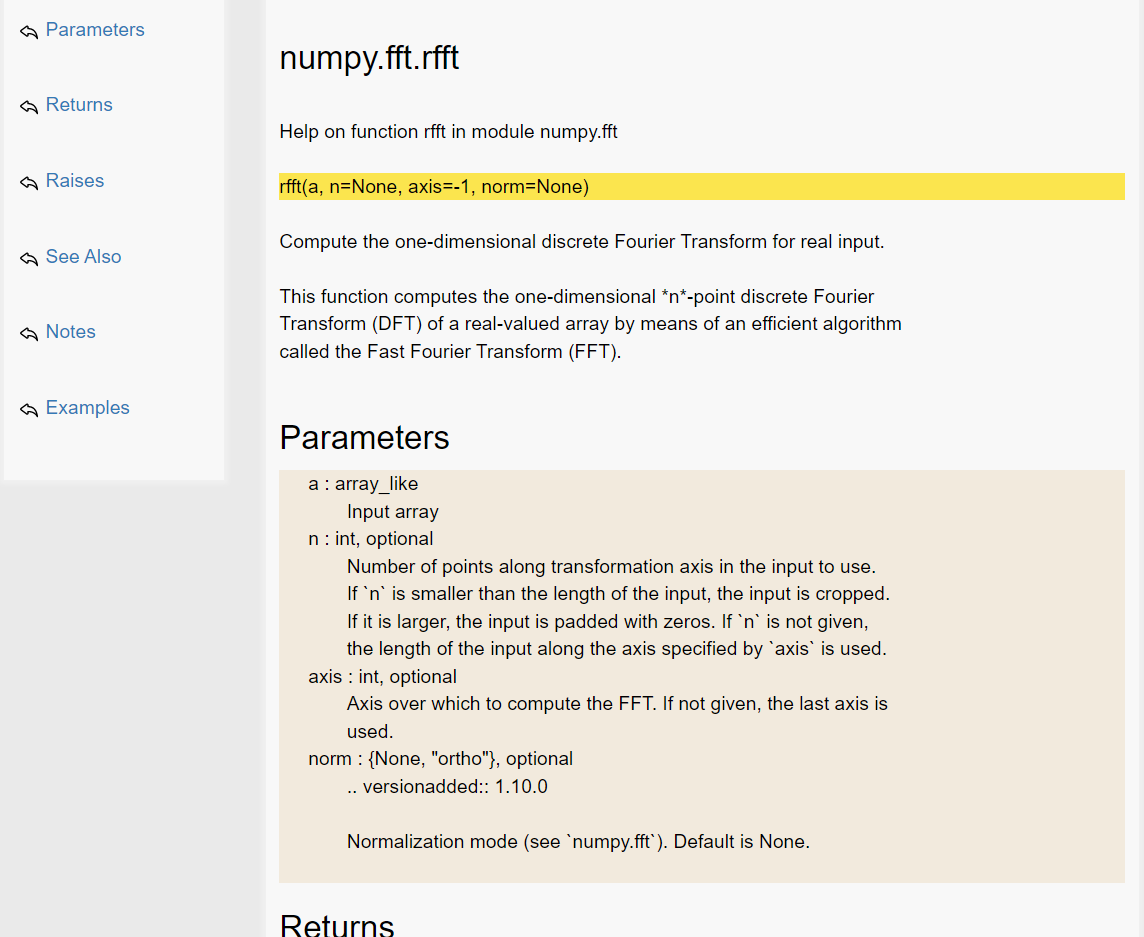 Parameters
Returns
Raises
See Also
Notes
Examples
numpy.fft.rfft
Help on function rfft in module numpy.fft
rfft(a, n=None, axis=-1, norm=None)
Compute the one-dimensional discrete Fourier Transform for real input.
This function computes the one-dimensional *n*-point discrete Fourier
Transform (DFT) of a real-valued array by means of an efficient algorithm
called the Fast Fourier Transform (FFT).
Parameters
a : array_like
Input array
n : int, optional
Number of points along transformation axis in the input to use.
If `n` is smaller than the length of the input, the input is cropped.
If it is larger, the input is padded with zeros. If `n` is not given,
the length of the input along the axis specified by `axis` is used.
axis : int, optional
Axis over which to compute the FFT. If not given, the last axis is
used.
norm : {None, "ortho"}, optional
.. versionadded:: 1.10.0
Normalization mode (see `numpy.fft`). Default is None.
Returns